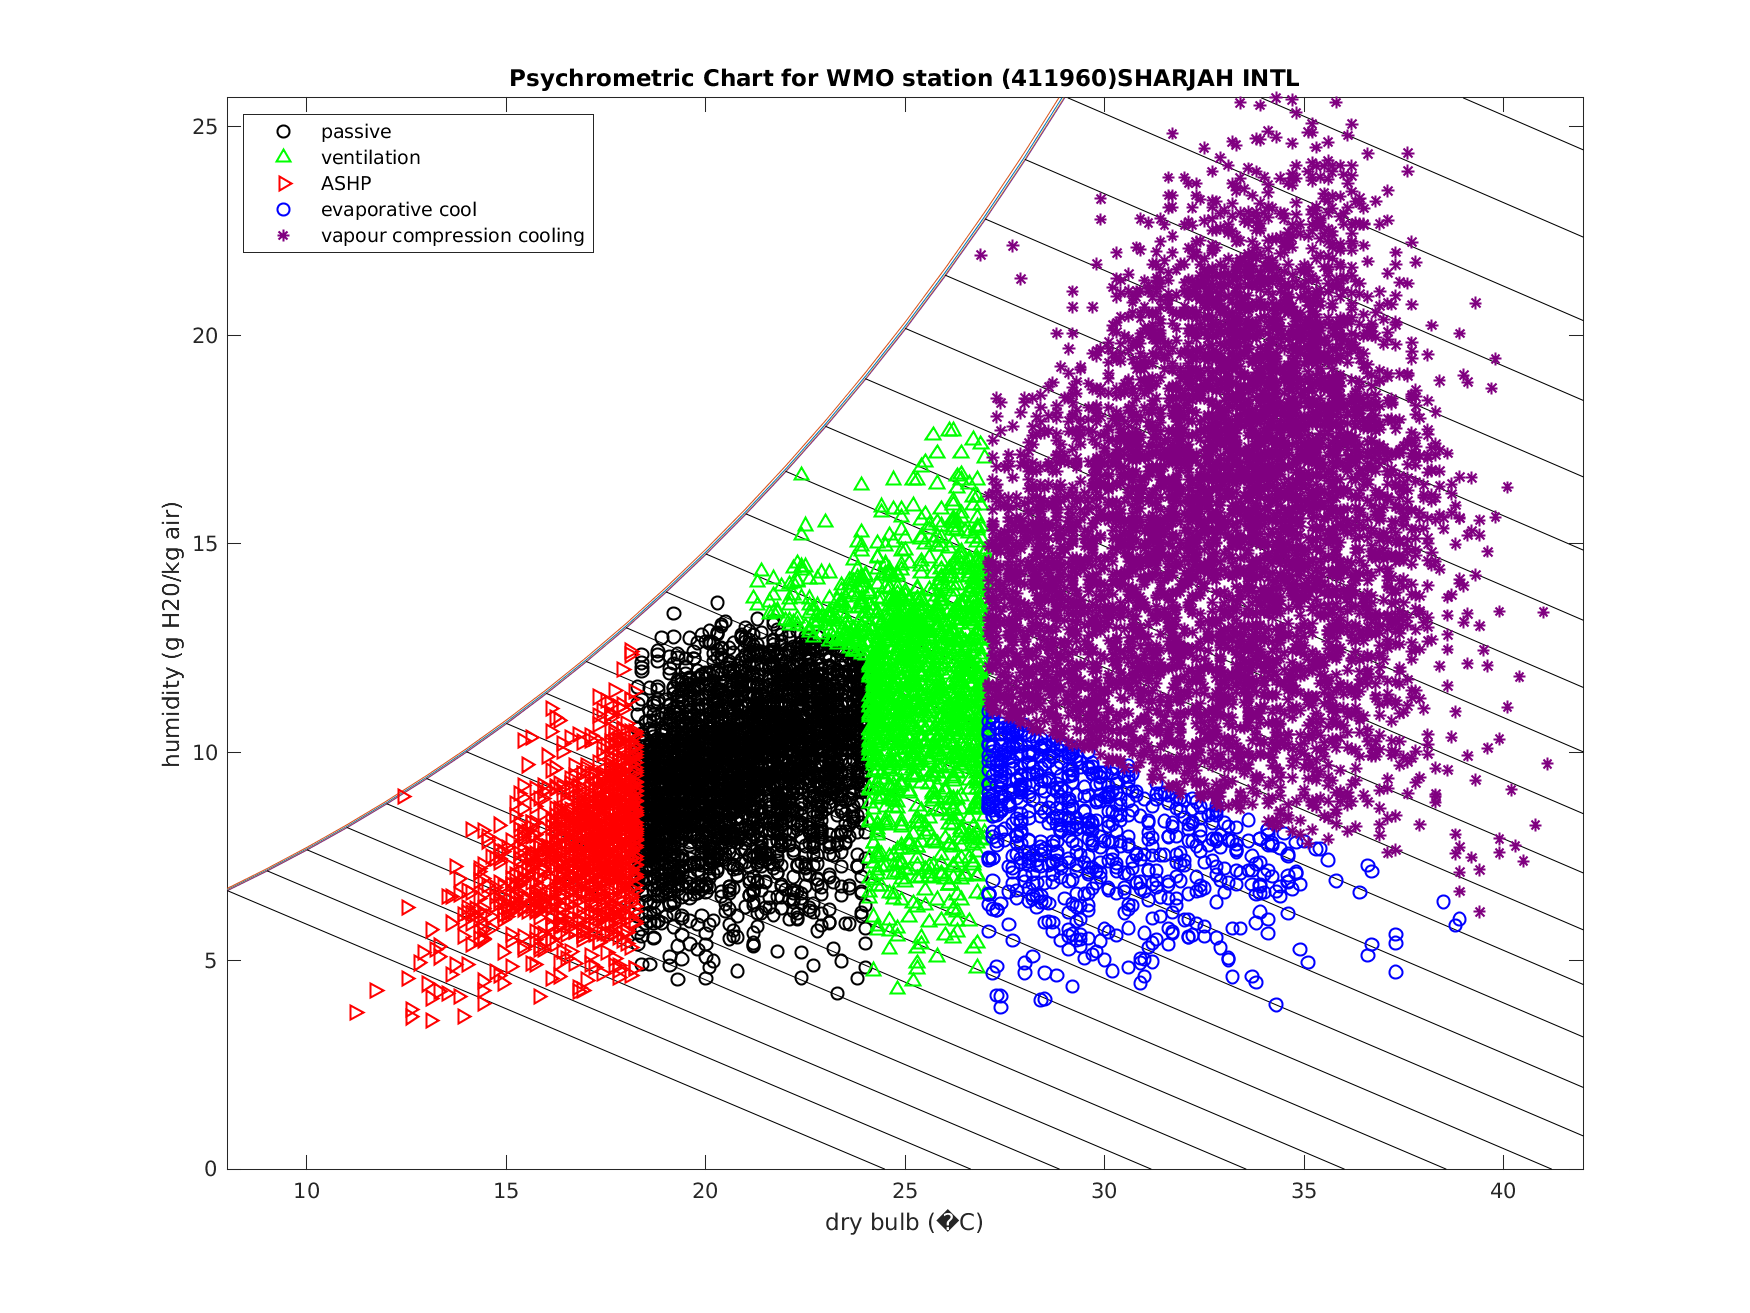 Psychrometric Chart for WMO station (411960)SHARJAH INTL
passive
ventilation
ASHP
evaporative cool
vapour compression cooling
25
20
15
10
5
0
humidity (g H20/kg air)
10 15 20 25 30 35 40
dry bulb (�C)